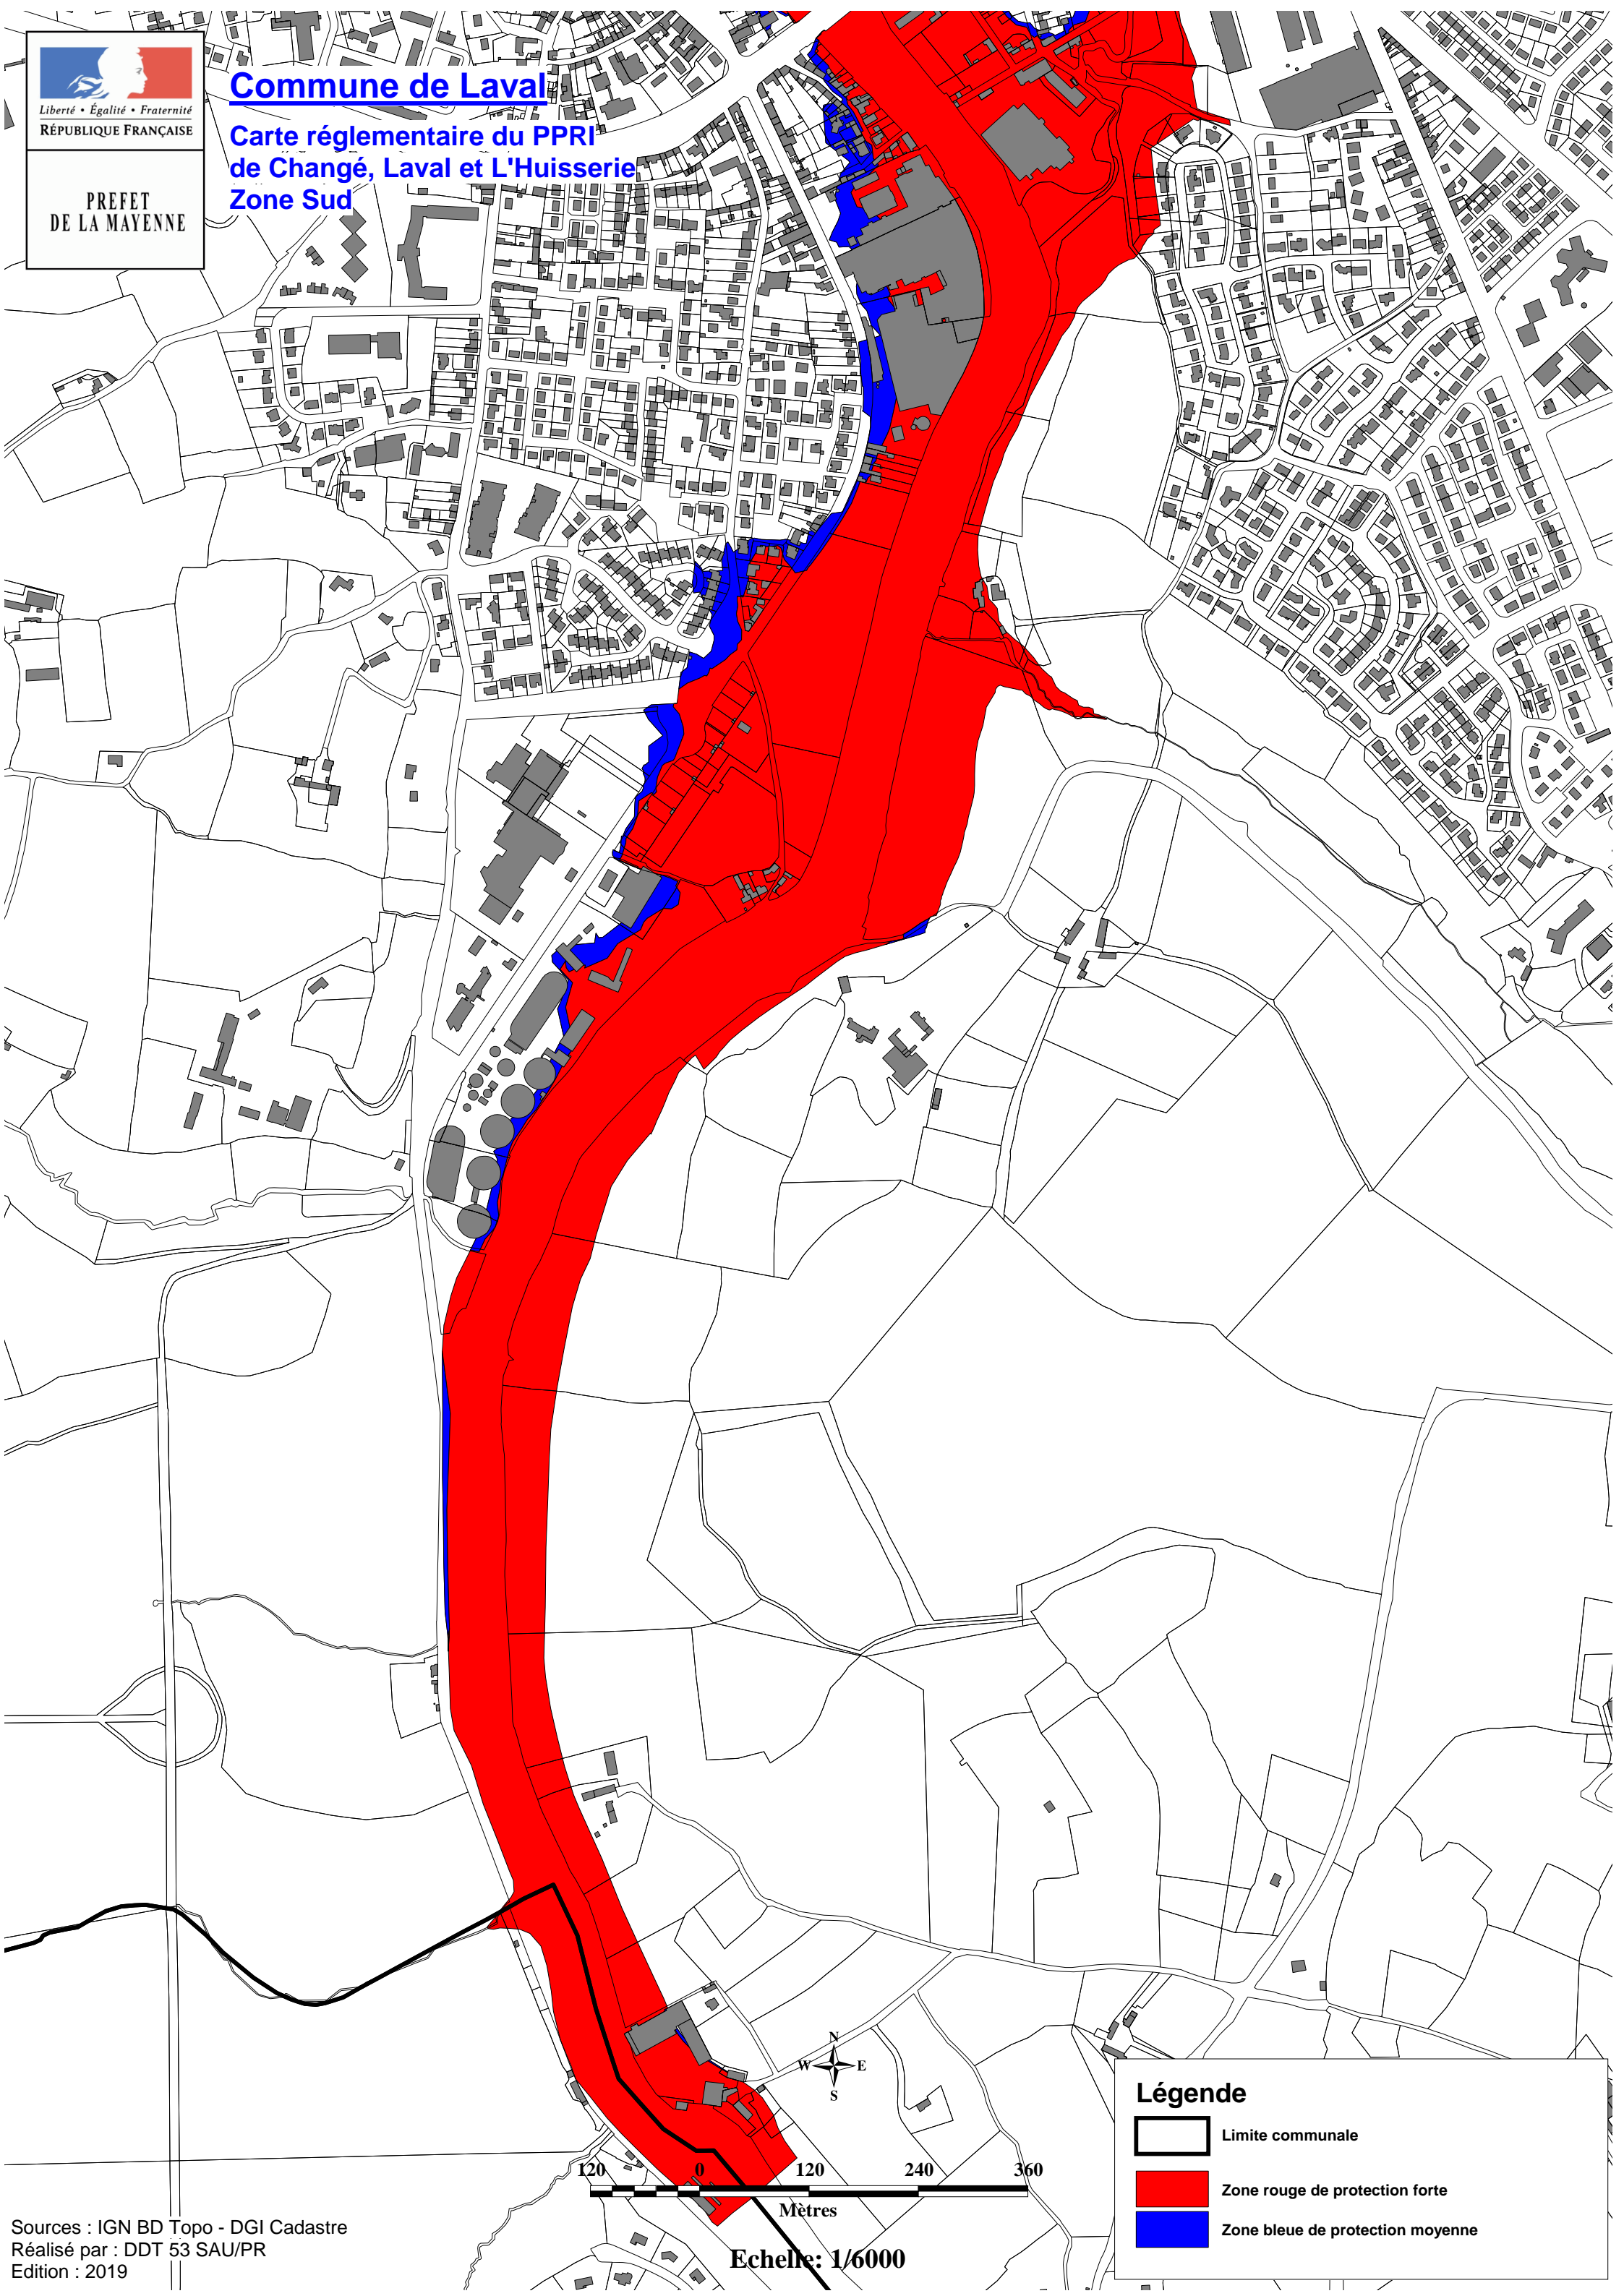 Liberté • Égalité • Fraternité
RÉPUBLIQUE FRANÇAISE
PREFET
DE LA MAYENNE
Commune de Laval
Carte réglementaire du PPRI
de Changé, Laval et L'Huisserie
Zone Sud
N
W E
S
120 0 120 240 360
Mètres
Echelle: 1/6000
Légende
Limite communale
Zone rouge de protection forte
Zone bleue de protection moyenne
Sources : IGN BD Topo - DGI Cadastre
Réalisé par : DDT 53 SAU/PR
Edition : 2019